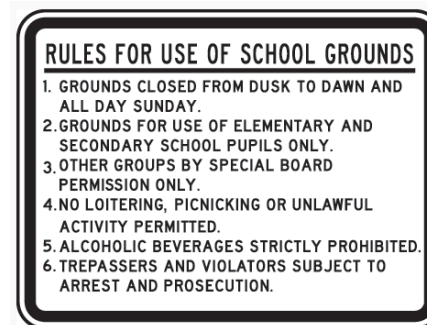 RULES FOR USE OF SCHOOL GROUNDS
1. GROUNDS CLOSED FROM DUSK TO DAWN AND
ALL DAY SUNDAY.
2. GROUNDS FOR USE OF ELEMENTARY AND
SECONDARY SCHOOL PUPILS ONLY.
3. OTHER GROUPS BY SPECIAL BOARD
PERMISSION ONLY.
4. NO LOITERING, PICNICKING OR UNLAWFUL
ACTIVITY PERMITTED.
5. ALCOHOLIC BEVERAGES STRICTLY PROHIBITED.
6. TREPASSERS AND VIOLATORS SUBJECT TO
ARREST AND PROSECUTION.